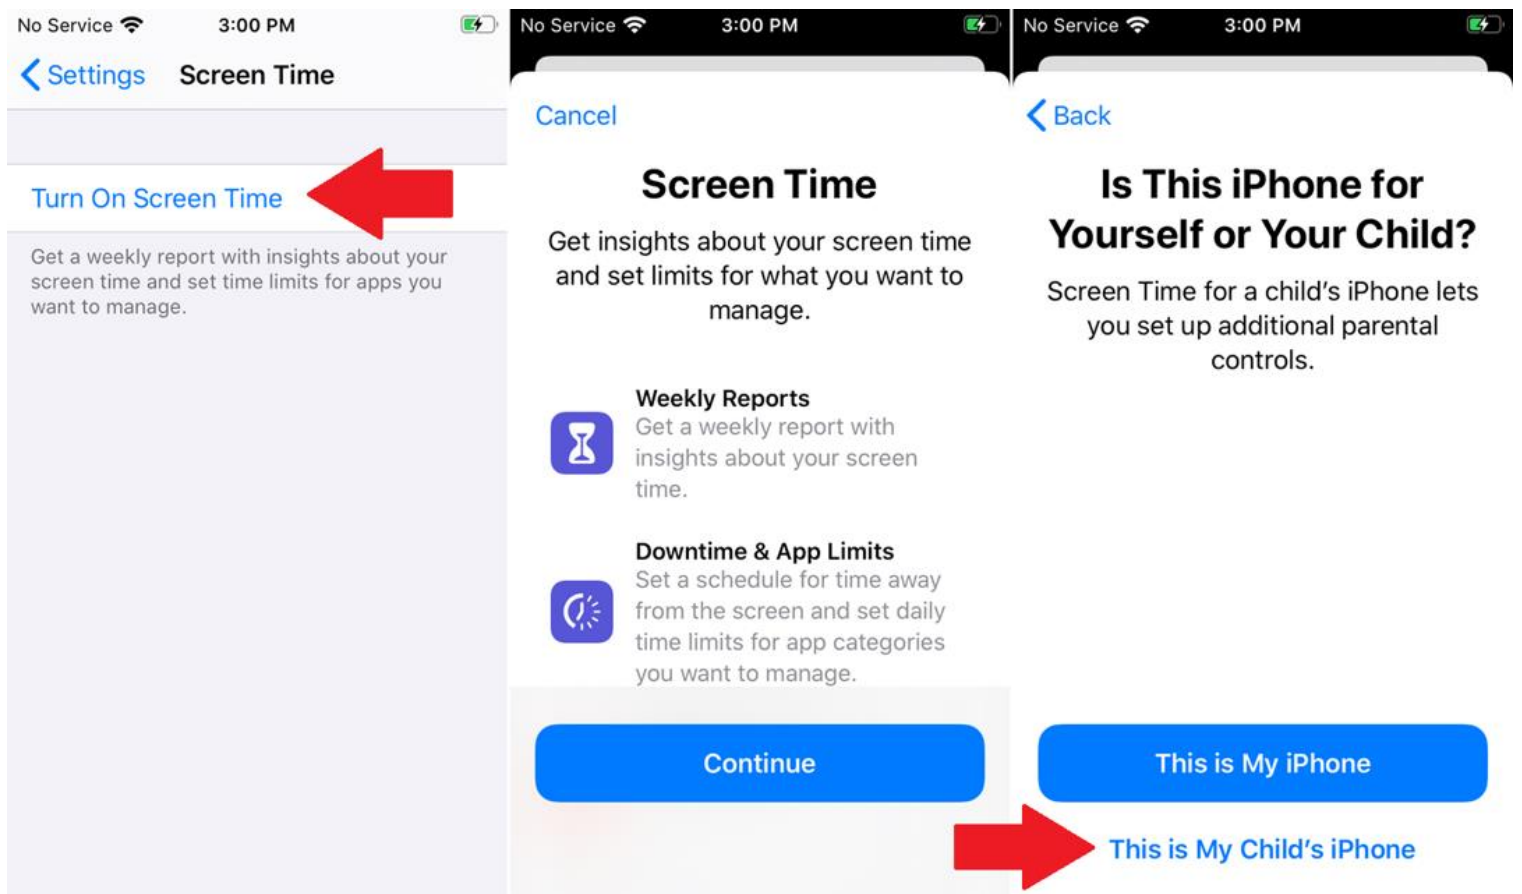 No Service
3:00 PM
Settings
Screen Time
Turn On Screen Time
Get a weekly report with insights about your
screen time and set time limits for apps you
want to manage.
No Service
3:00 PM
Cancel
Screen Time
Get insights about your screen time
and set limits for what you want to
manage.
Weekly Reports
Get a weekly report with
insights about your screen
time.
Downtime & App Limits
Set a schedule for time away
from the screen and set daily
time limits for app categories
you want to manage.
Continue
No Service
3:00 PM
Back
Is This iPhone for
Yourself or Your Child?
Screen Time for a child’s iPhone lets
you set up additional parental
controls.
This is My iPhone
This is My Child’s iPhone